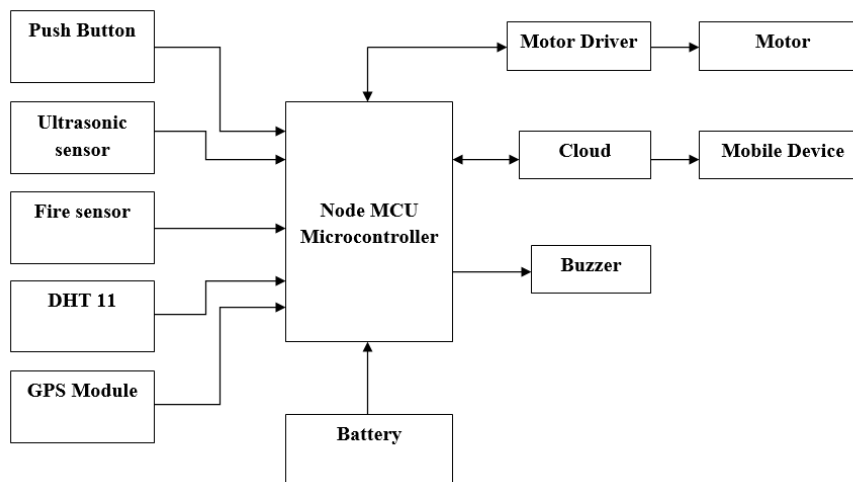 Push Button
Ultrasonic
sensor
Fire sensor
DHT 11
GPS Module
Node MCU
Microcontroller
Battery
Motor Driver
Motor
Cloud
Mobile Device
Buzzer